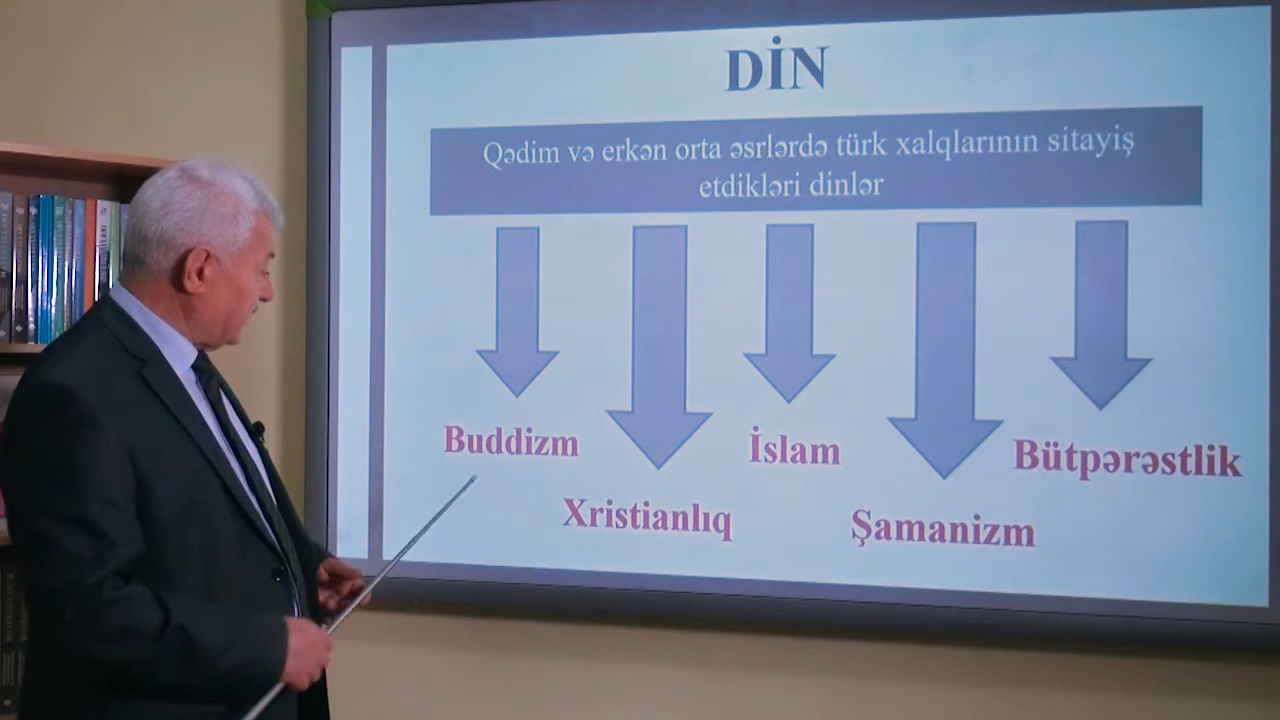 DİN
Qədim və erkən orta əsrlərdə türk xalqlarının sitayiş
etdikləri dinlər
Buddizm
Xristianlıq
İslam
Şamanizm
Bütpərəstlik